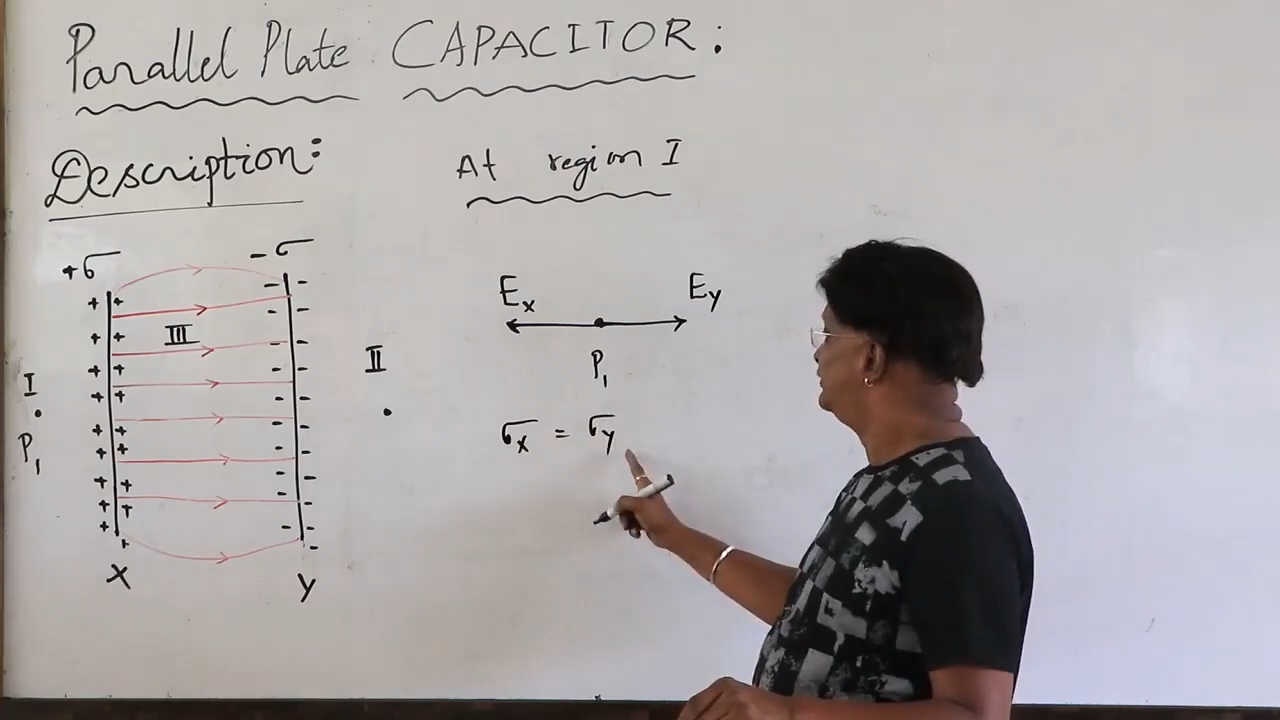 Parallel Plate CAPACITOR:
Description:
At region I
+σ
-σ
III
I
P₁
II
X
Y
Eₓ
E_Y
P₁
σₓ = σ_Y